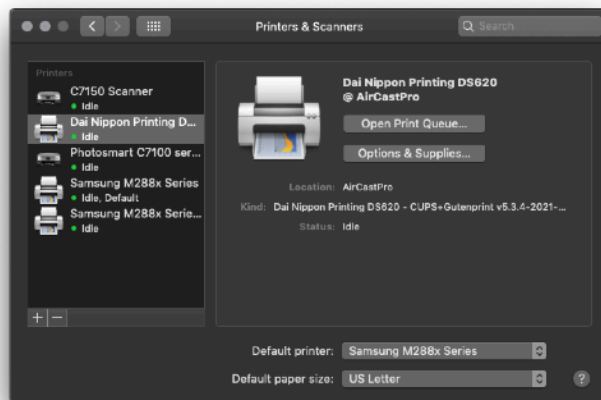 Printers & Scanners
Search
Printers
C7150 Scanner
Idle
Dai Nippon Printing D...
Idle
Photosmart C7100 ser...
Idle
Samsung M288x Series
Idle, Default
Samsung M288x Serie...
Idle
+ −
Dai Nippon Printing DS620
@ AirCastPro
Open Print Queue...
Options & Supplies...
Location: AirCastPro
Kind: Dai Nippon Printing DS620 - CUPS+Gutenprint v5.3.4-2021-...
Status: Idle
Default printer: Samsung M288x Series
Default paper size: US Letter
?